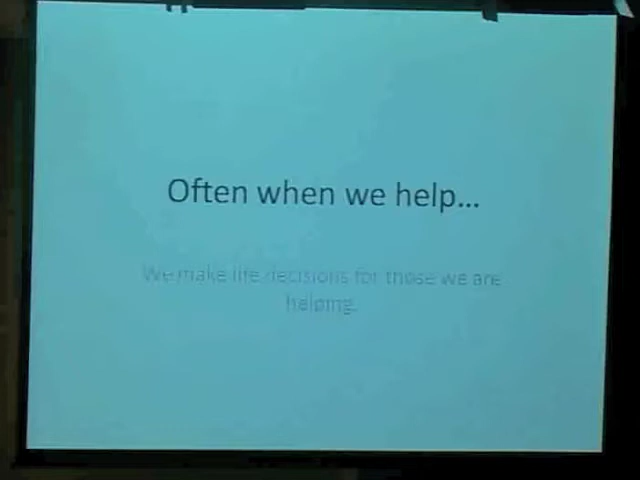 Often when we help...
We make life decisions for those we are
helping.